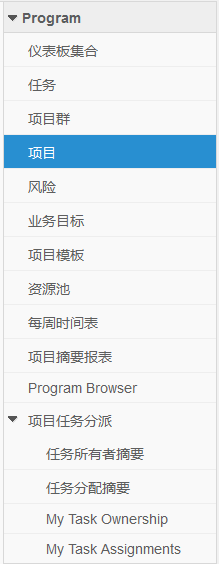 Program
仪表板集合
任务
项目群
项目
风险
业务目标
项目模板
资源池
每周时间表
项目摘要报表
Program Browser
项目任务分派
任务所有者摘要
任务分配摘要
My Task Ownership
My Task Assignments